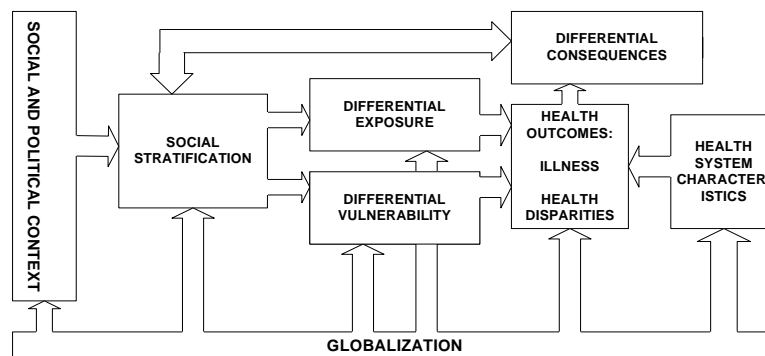 SOCIAL AND POLITICAL CONTEXT
DIFFERENTIAL
CONSEQUENCES
SOCIAL
STRATIFICATION
DIFFERENTIAL
EXPOSURE
DIFFERENTIAL
VULNERABILITY
HEALTH
OUTCOMES:
ILLNESS
HEALTH
DISPARITIES
HEALTH
SYSTEM
CHARACTER
ISTICS
GLOBALIZATION